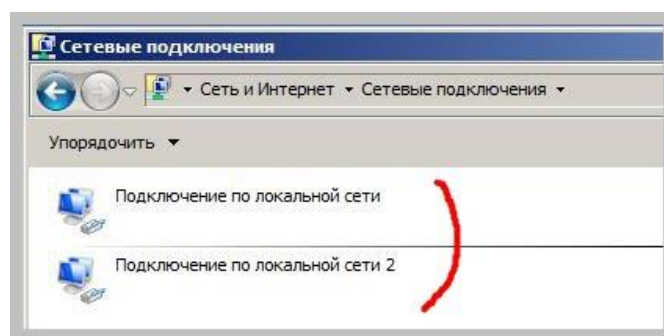 Сетевые подключения
Сеть и Интернет Сетевые подключения
Упорядочить
Подключение по локальной сети
Подключение по локальной сети 2